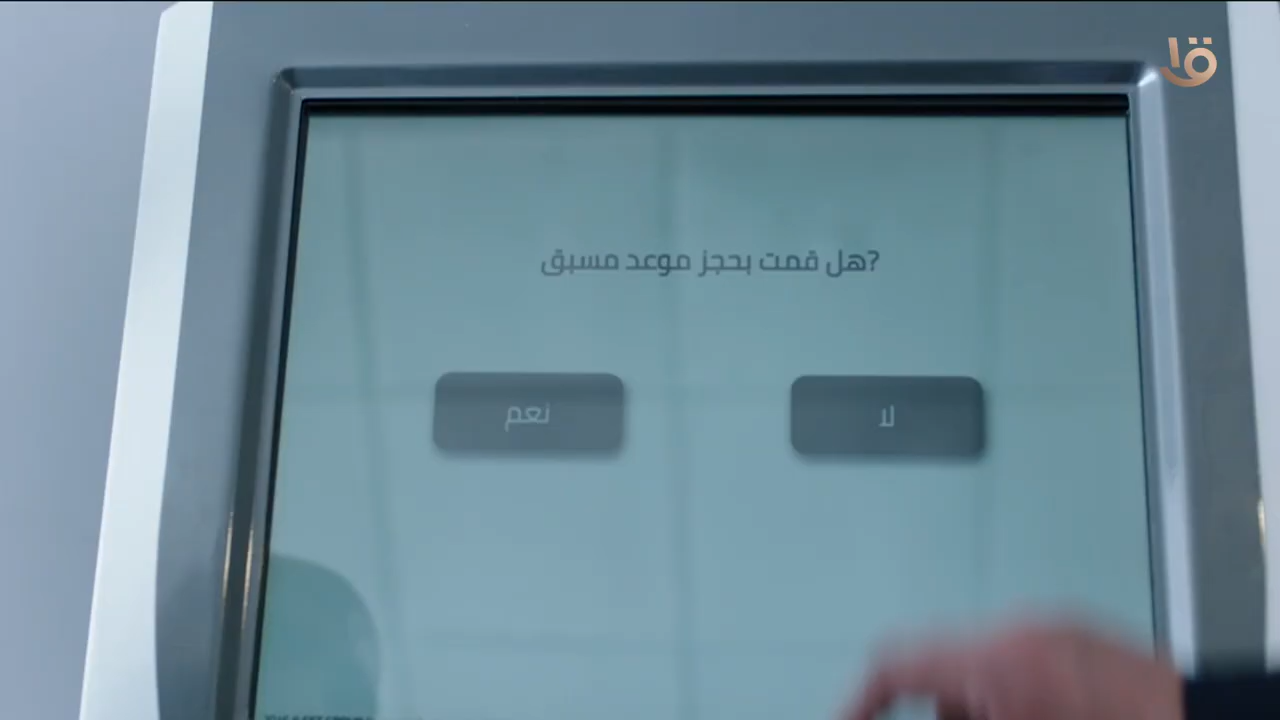 هل قمت بحجز موعد مسبق?
لا
نعم